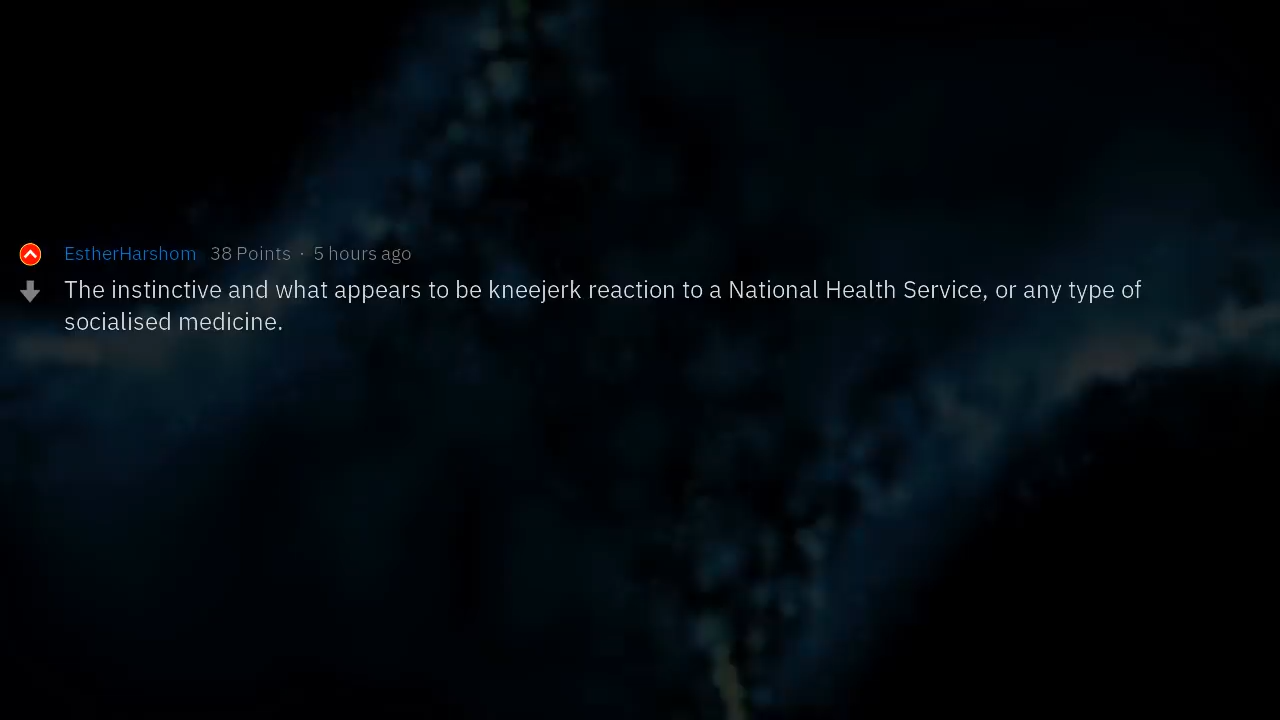 EstherHarshom 38 Points · 5 hours ago
The instinctive and what appears to be kneejerk reaction to a National Health Service, or any type of
socialised medicine.